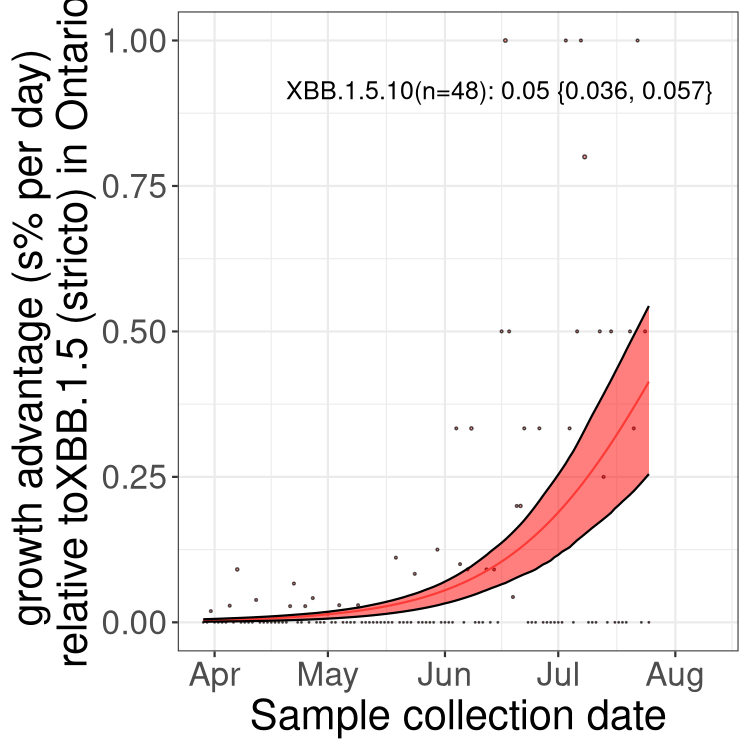 growth advantage (s% per day)
relative toXBB.1.5 (stricto) in Ontario
1.00
0.75
0.50
0.25
0.00
XBB.1.5.10(n=48): 0.05 {0.036, 0.057}
Apr May Jun Jul Aug
Sample collection date